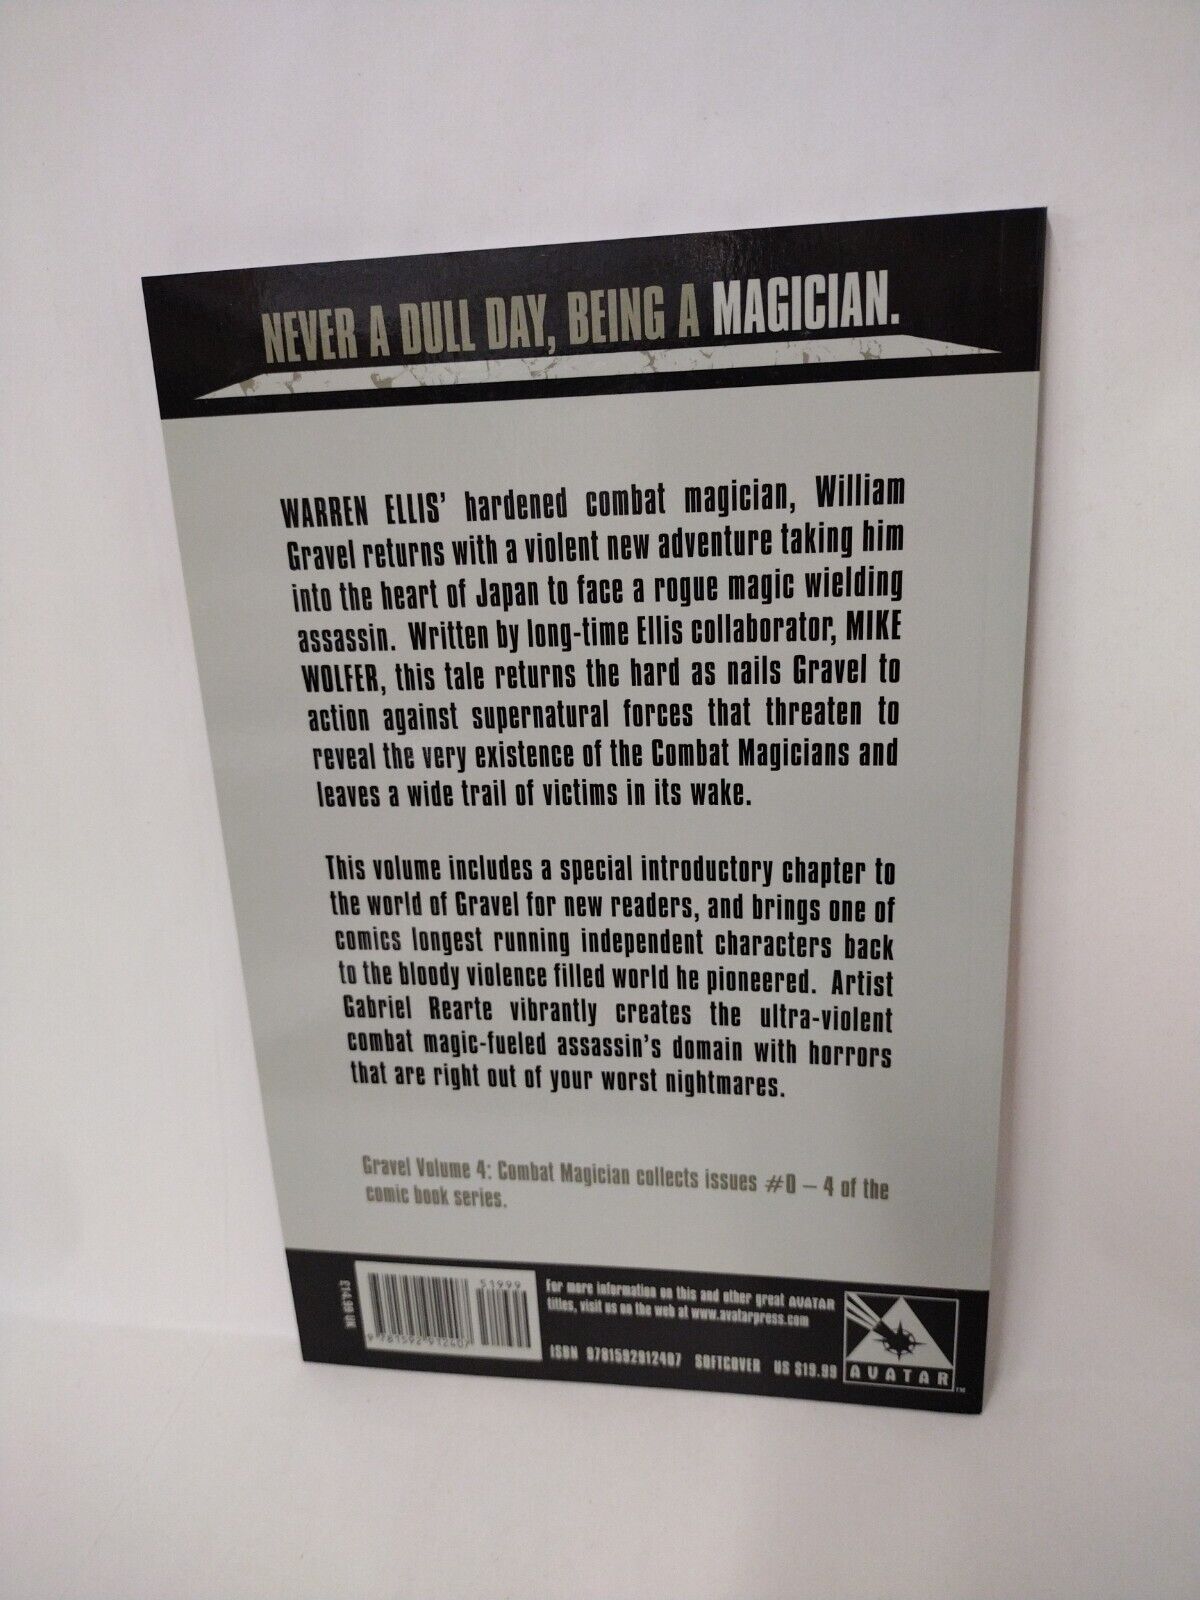 NEVER A DULL DAY, BEING A MAGICIAN.
WARREN ELLIS' hardened combat magician, William
Gravel returns with a violent new adventure taking him
into the heart of Japan to face a rogue magic wielding
assassin. Written by long-time Ellis collaborator, MIKE
WOLFER, this tale returns the hard as nails Gravel to
action against supernatural forces that threaten to
reveal the very existence of the Combat Magicians and
leaves a wide trail of victims in its wake.
This volume includes a special introductory chapter to
the world of Gravel for new readers, and brings one of
comics longest running independent characters back
to the bloody violence filled world he pioneered. Artist
Gabriel Rearte vibrantly creates the ultra-violent
combat magic-fueled assassin's domain with horrors
that are right out of your worst nightmares.
Gravel Volume 4: Combat Magician collects issues #0 – 4 of the
comic book series.
£14.99 UK
51999
9 781592 912407
For more information on this and other great AVATAR
titles, visit us on the web at www.avatarpress.com
ISBN 9781592912407 SOFTCOVER US $19.99
AVATAR
TM